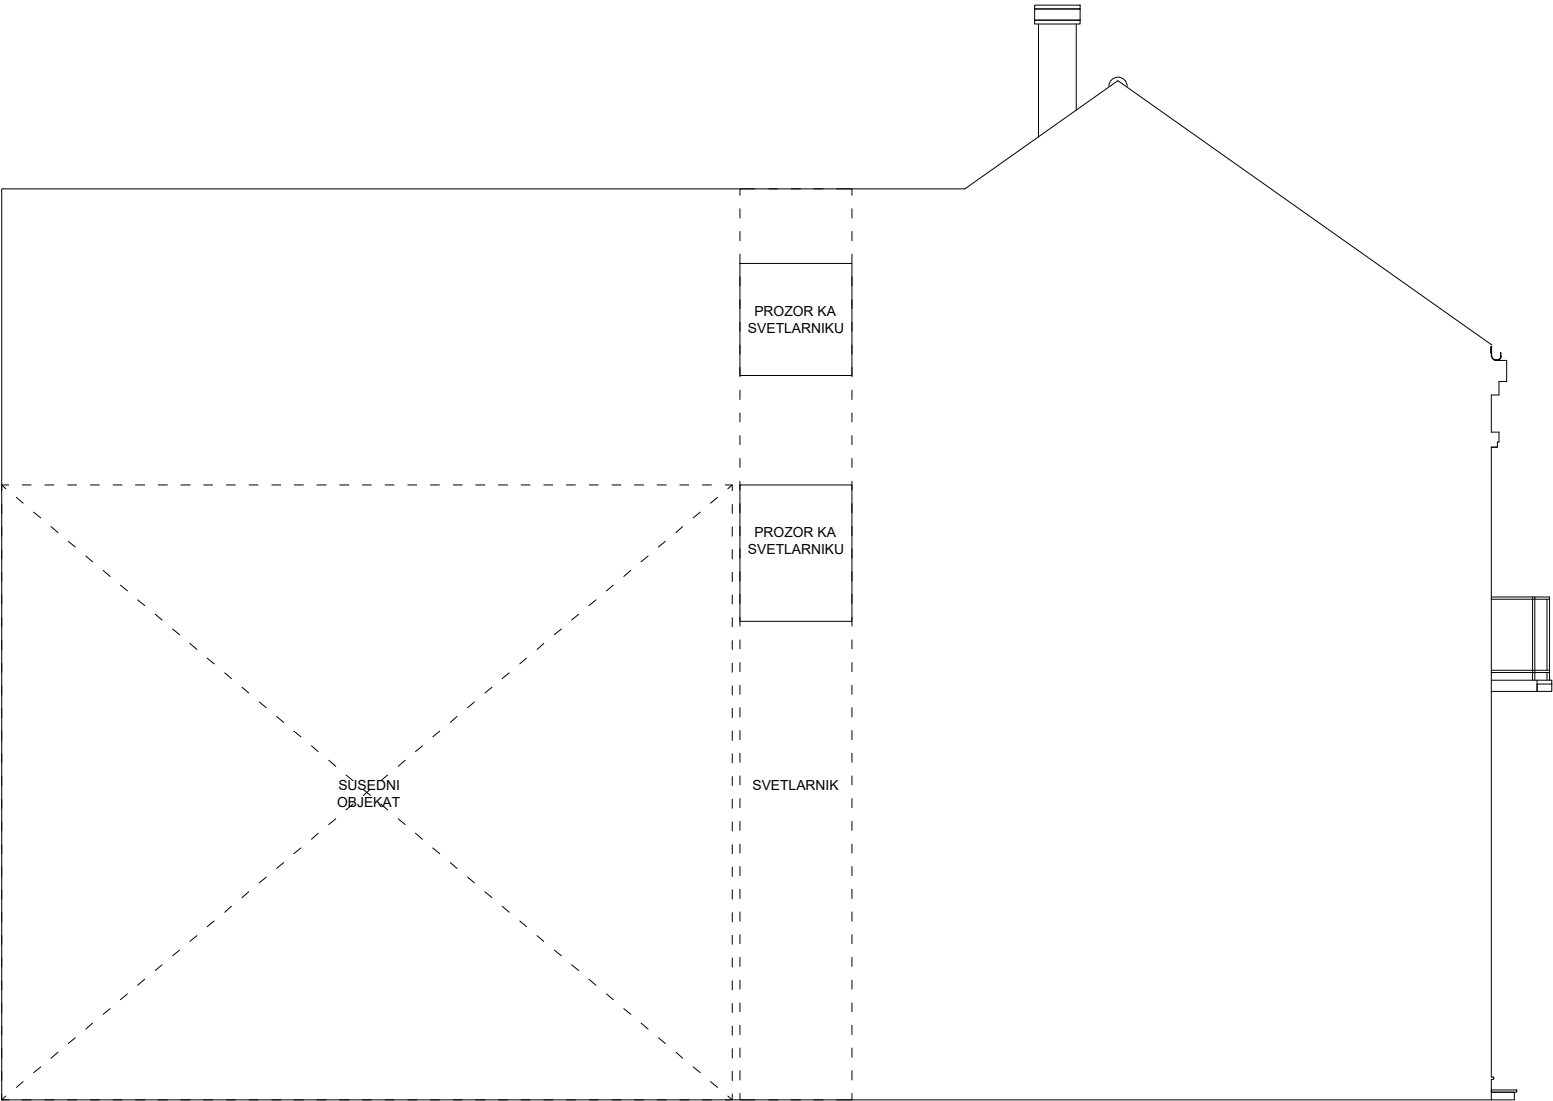 PROZOR KA
SVETLARNIKU
PROZOR KA
SVETLARNIKU
SUSEDNI
OBJEKAT
SVETLARNIK